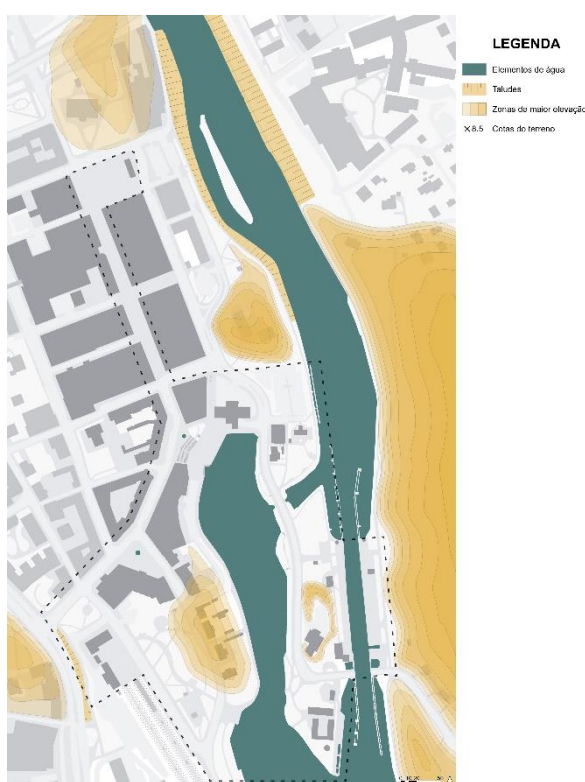 LEGENDA
Elementos de água
Taludes
Zonas de maior elevação
×8.5 Cotas do terreno